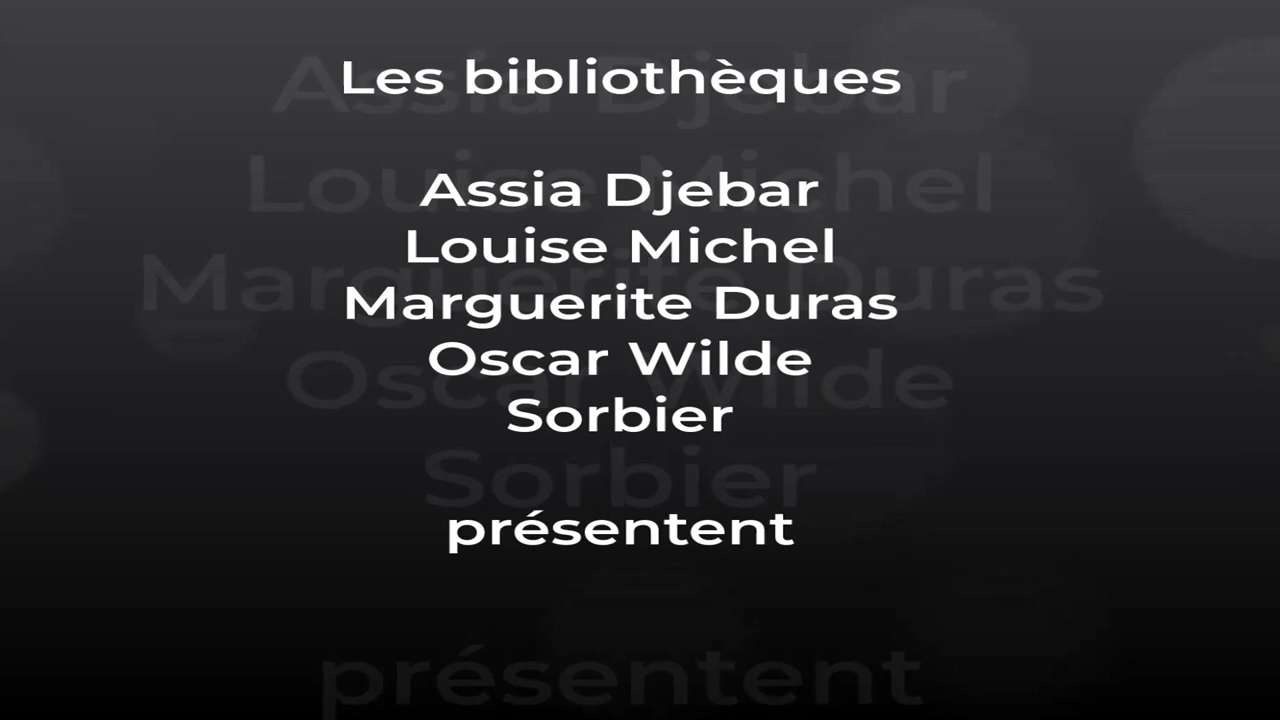 Les bibliothèques
Assia Djebar
Louise Michel
Marguerite Duras
Oscar Wilde
Sorbier
présentent